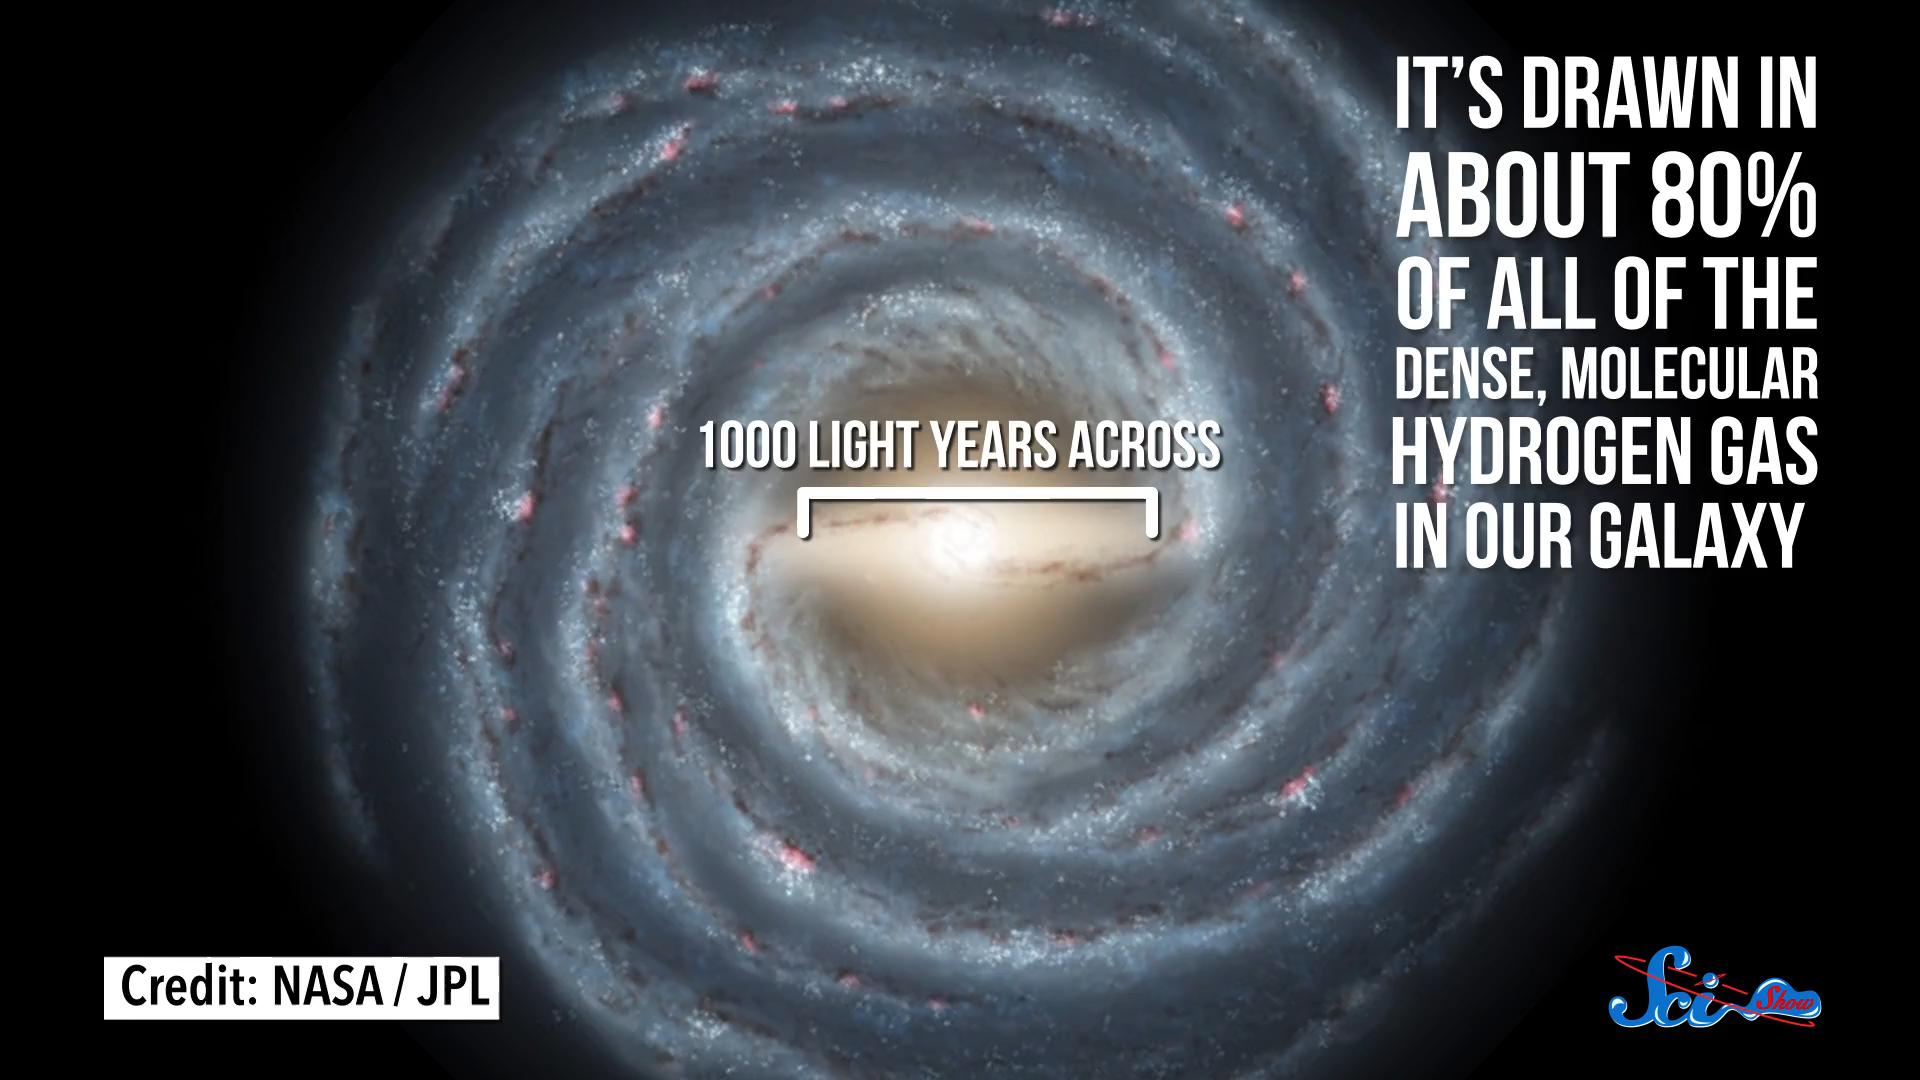 IT'S DRAWN IN
ABOUT 80%
OF ALL OF THE
DENSE, MOLECULAR
HYDROGEN GAS
IN OUR GALAXY
1000 LIGHT YEARS ACROSS
Credit: NASA / JPL
Sci Show